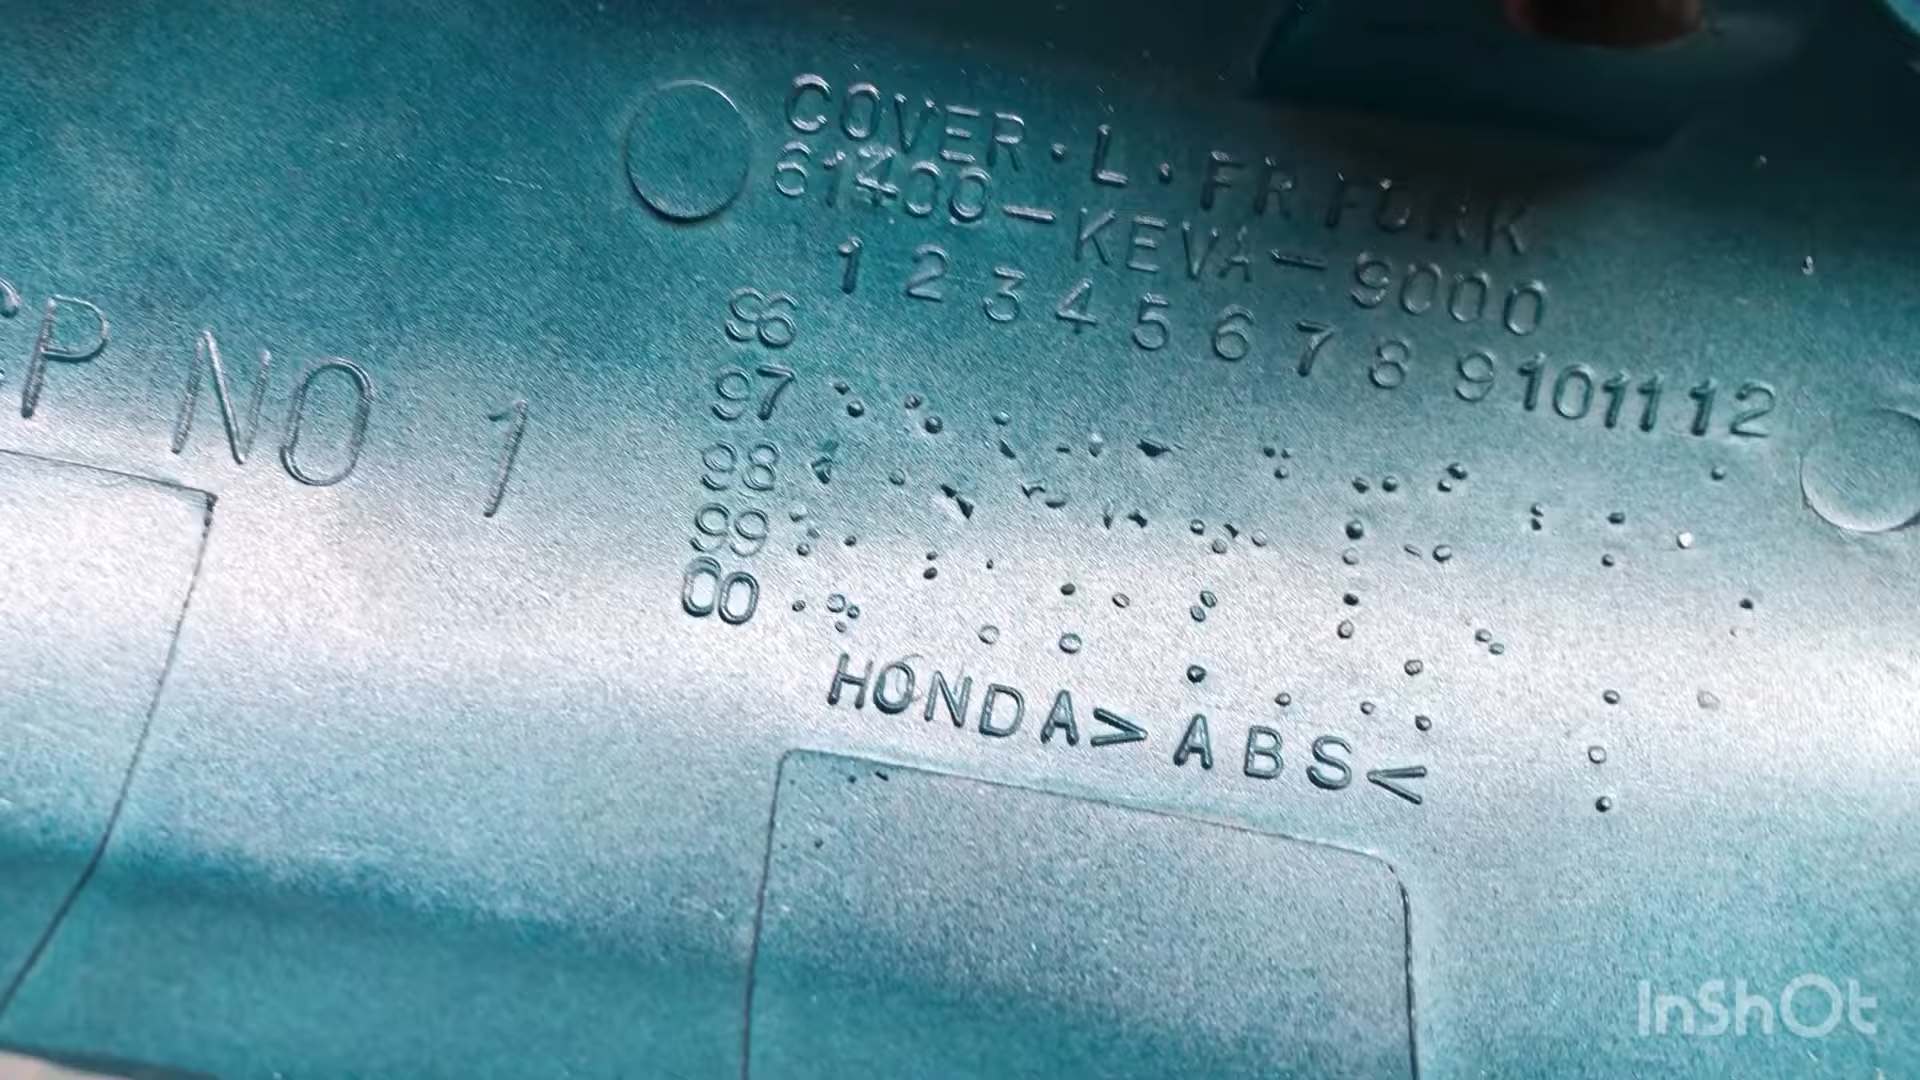 COVER·L·FR FORK
61400-KEVA-9000
1 2 3 4 5 6 7 8 9 10 11 12
96
97
98
99
00
P NO 1
HONDA>ABS<
InShOt